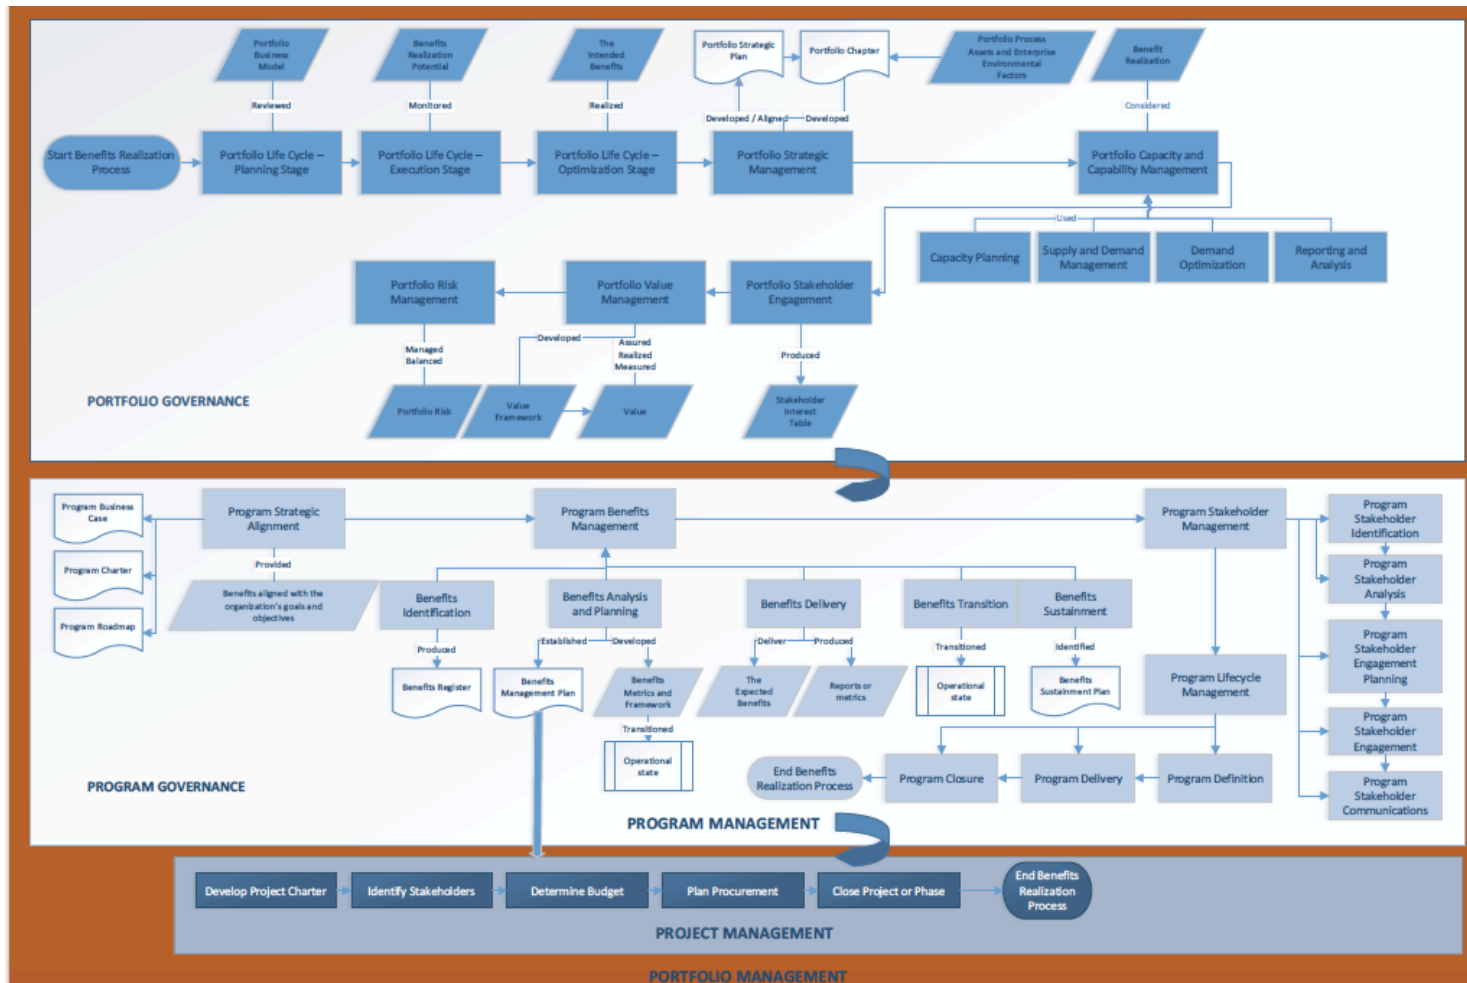 Portfolio
Business
Model
Benefits
Realization
Potential
The
Intended
Benefits
Portfolio Strategic
Plan
Portfolio Chapter
Portfolio Process
Assets and Enterprise
Environmental
Factors
Benefit
Realization
Reviewed
Monitored
Realized
Developed / Aligned
Developed
Considered
Start Benefits Realization
Process
Portfolio Life Cycle –
Planning Stage
Portfolio Life Cycle –
Execution Stage
Portfolio Life Cycle –
Optimization Stage
Portfolio Strategic
Management
Portfolio Capacity and
Capability Management
Used
Capacity Planning
Supply and Demand
Management
Demand
Optimization
Reporting and
Analysis
Portfolio Risk
Management
Portfolio Value
Management
Portfolio Stakeholder
Engagement
Managed
Balanced
Developed
Assured
Realized
Measured
Produced
PORTFOLIO GOVERNANCE
Portfolio Risk
Value
Framework
Value
Stakeholder
Interest
Table
Program Business
Case
Program Charter
Program Roadmap
Program Strategic
Alignment
Provided
Benefits aligned with the
organization's goals and
objectives
Program Benefits
Management
Program Stakeholder
Management
Program
Stakeholder
Identification
Program
Stakeholder
Analysis
Program
Stakeholder
Engagement
Planning
Program
Stakeholder
Engagement
Program
Stakeholder
Communications
Benefits
Identification
Benefits Analysis
and Planning
Benefits Delivery
Benefits Transition
Benefits
Sustainment
Produced
Established
Developed
Deliver
Produced
Transitioned
Identified
Benefits Register
Benefits
Management Plan
Benefits
Metrics and
Framework
The
Expected
Benefits
Reports or
metrics
Operational
state
Benefits
Sustainment Plan
Program Lifecycle
Management
Transitioned
Operational
state
End Benefits
Realization Process
Program Closure
Program Delivery
Program Definition
PROGRAM GOVERNANCE
PROGRAM MANAGEMENT
Develop Project Charter
Identify Stakeholders
Determine Budget
Plan Procurement
Close Project or Phase
End Benefits
Realization
Process
PROJECT MANAGEMENT
PORTFOLIO MANAGEMENT